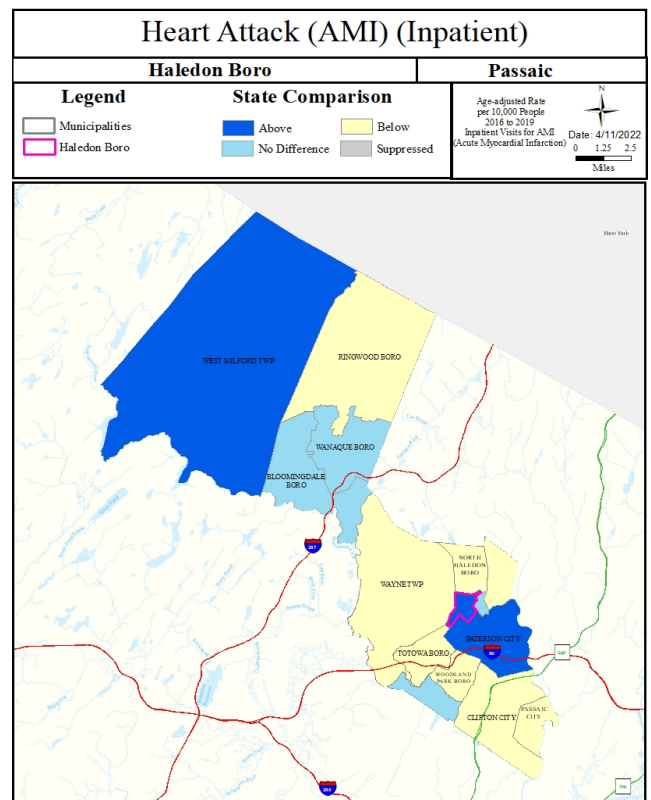 Heart Attack (AMI) (Inpatient)
Haledon Boro
Passaic
Legend
Municipalities
Haledon Boro
State Comparison
Above
Below
No Difference
Suppressed
Age-adjusted Rate
per 10,000 People
2016 to 2019
Inpatient Visits for AMI
(Acute Myocardial Infarction)
N
Date: 4/11/2022
0 1.25 2.5
Miles
New York
WEST MILFORD TWP
RINGWOOD BORO
WANAQUE BORO
BLOOMINGDALE
BORO
287
NORTH
HALEDON
BORO
WAYNE TWP
PATERSON CITY
80
TOTOWA BORO
WOODLAND
PARK BORO
PASSAIC
CITY
CLIFTON CITY